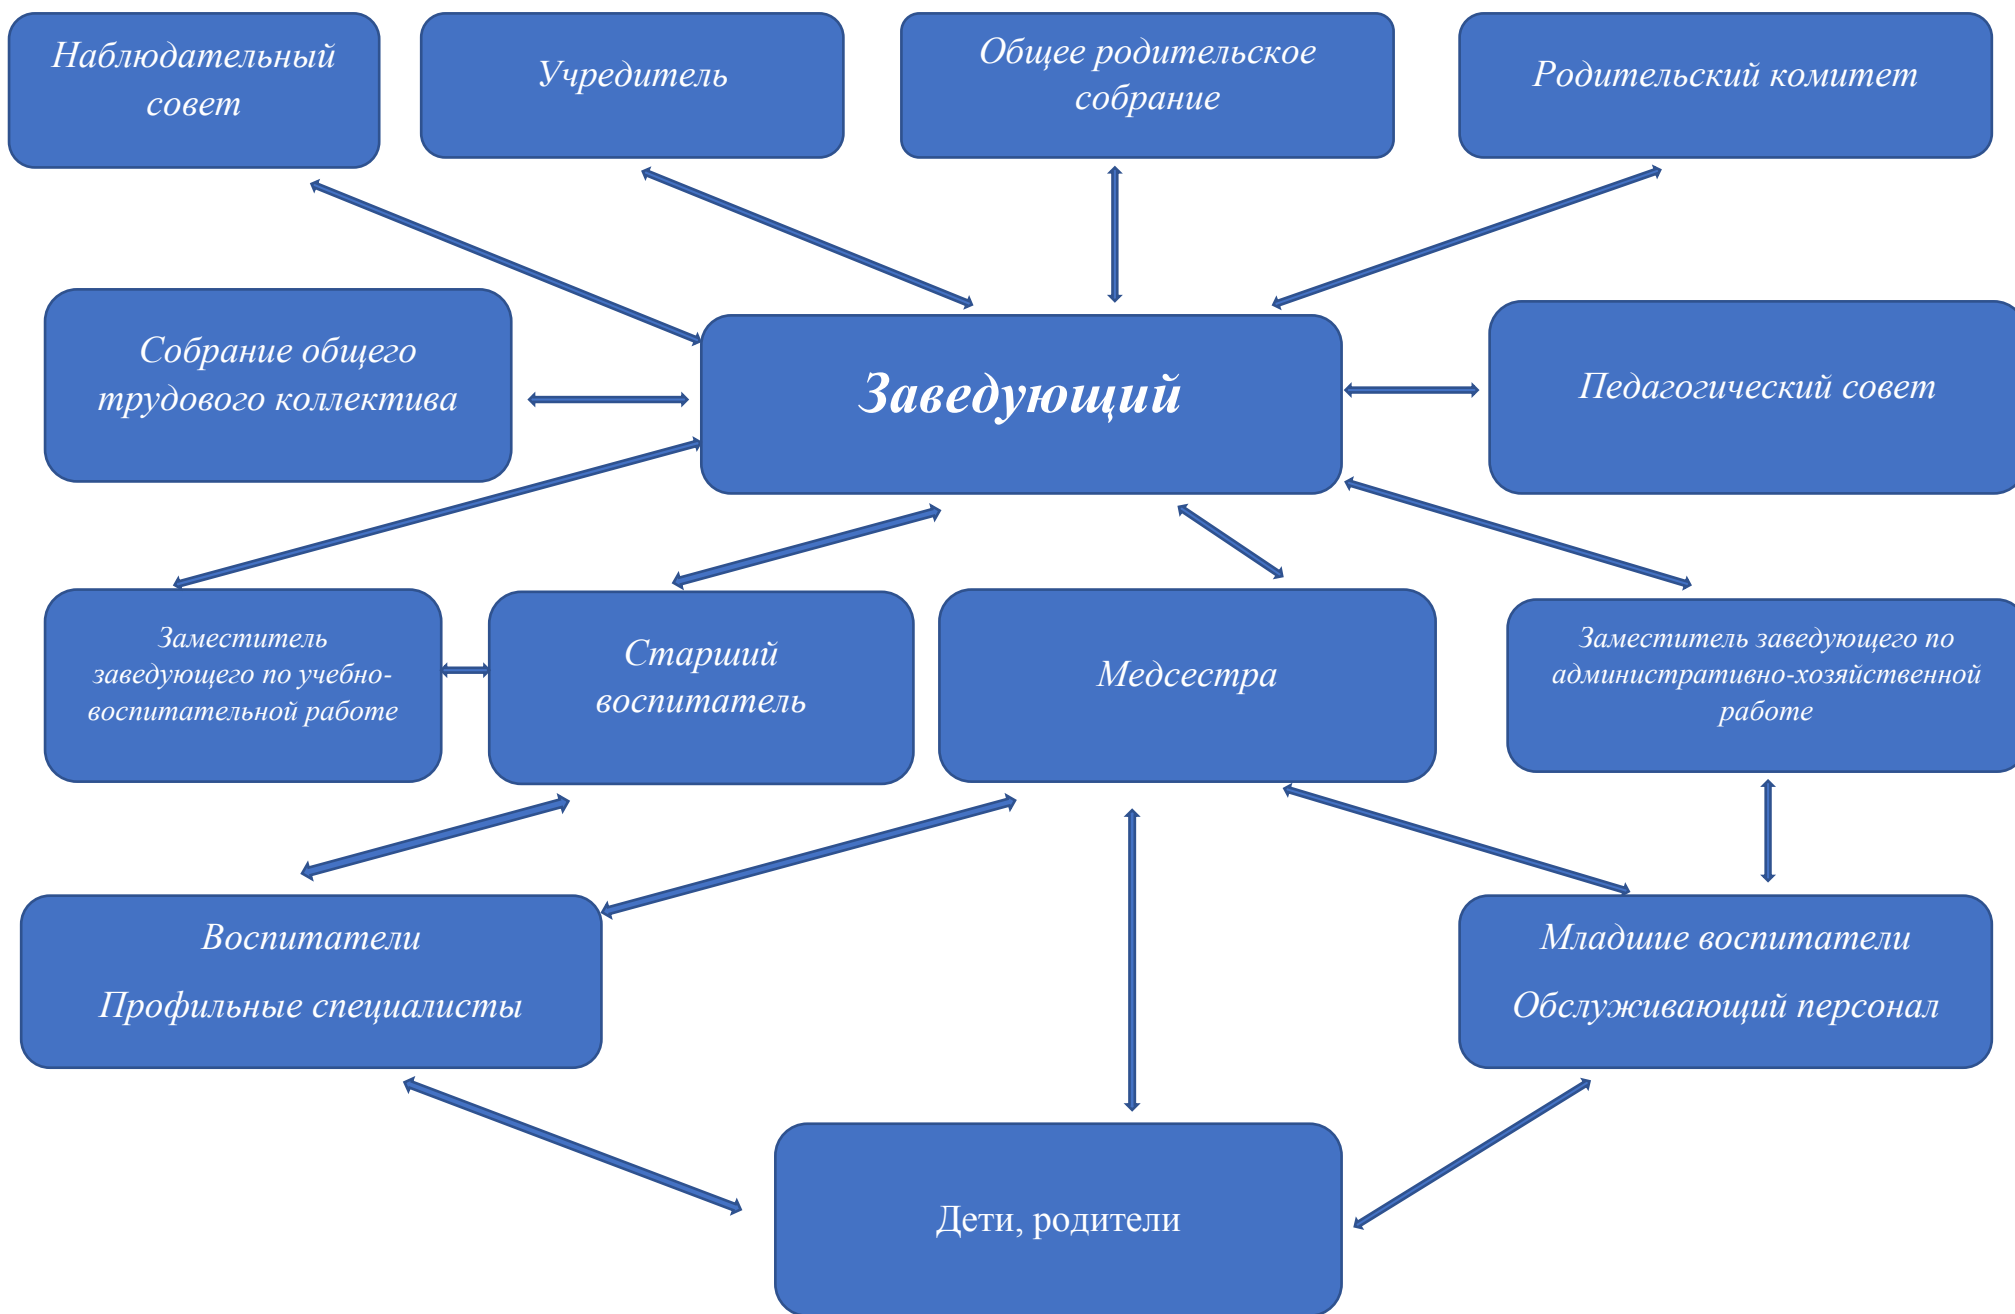 Наблюдательный
совет
Учредитель
Общее родительское
собрание
Родительский комитет
Собрание общего
трудового коллектива
Заведующий
Педагогический совет
Заместитель
заведующего по учебно-
воспитательной работе
Старший
воспитатель
Медсестра
Заместитель заведующего по
административно-хозяйственной
работе
Воспитатели
Профильные специалисты
Младшие воспитатели
Обслуживающий персонал
Дети, родители